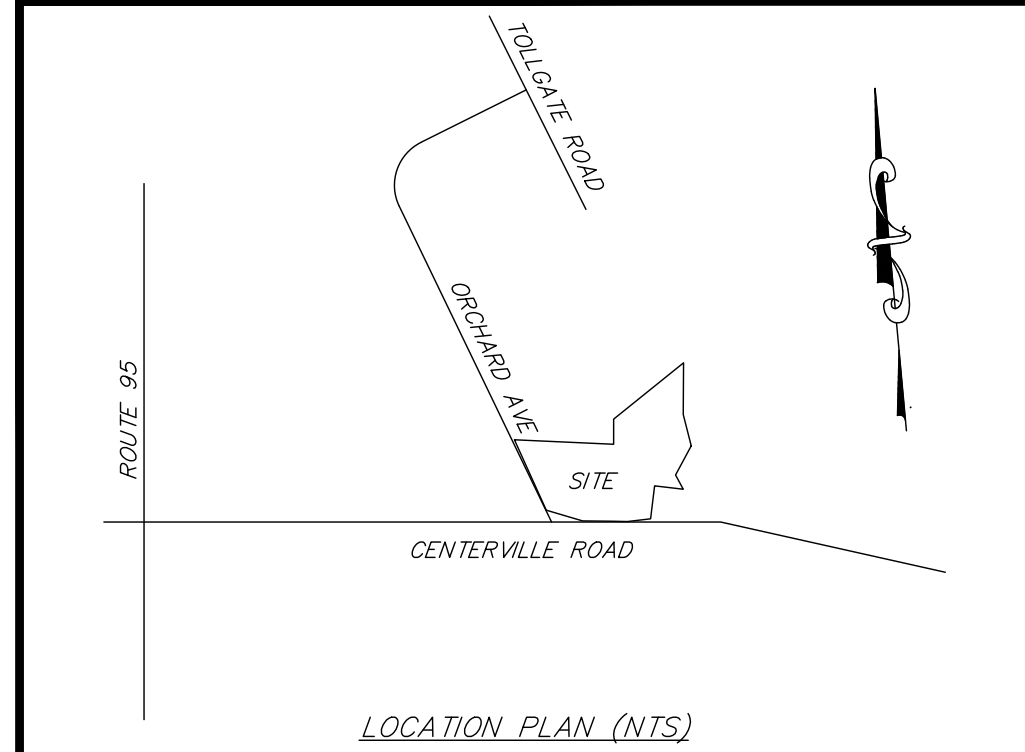 TOLLGATE ROAD
ORCHARD AVE
ROUTE 95
SITE
CENTERVILLE ROAD
LOCATION PLAN (NTS)